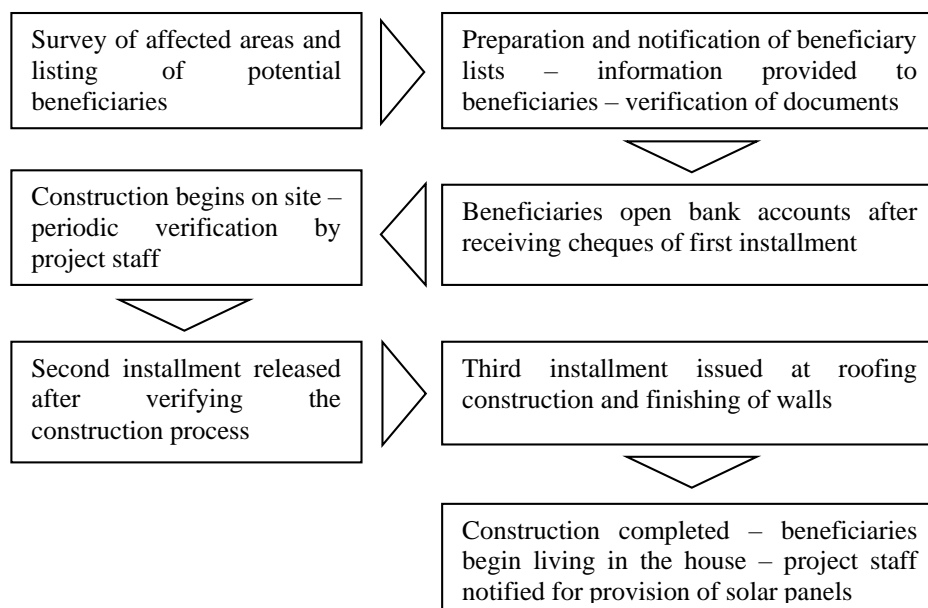 Survey of affected areas and
listing of potential
beneficiaries
Preparation and notification of beneficiary
lists – information provided to
beneficiaries – verification of documents
Beneficiaries open bank accounts after
receiving cheques of first installment
Construction begins on site –
periodic verification by
project staff
Second installment released
after verifying the
construction process
Third installment issued at roofing
construction and finishing of walls
Construction completed – beneficiaries
begin living in the house – project staff
notified for provision of solar panels